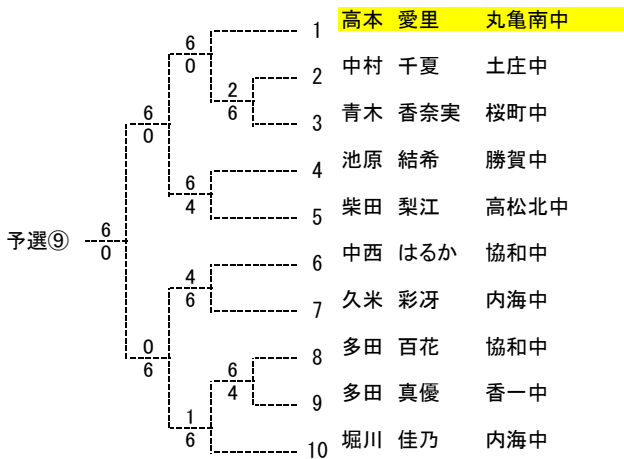 1 高本 愛里 丸亀南中
6
0
2 中村 千夏 土庄中
2
6
3 青木 香奈実 桜町中
6
0
4 池原 結希 勝賀中
6
4
5 柴田 梨江 高松北中
予選⑨
6
0
6 中西 はるか 協和中
4
6
7 久米 彩冴 内海中
0
6
8 多田 百花 協和中
6
4
9 多田 真優 香一中
1
6
10 堀川 佳乃 内海中